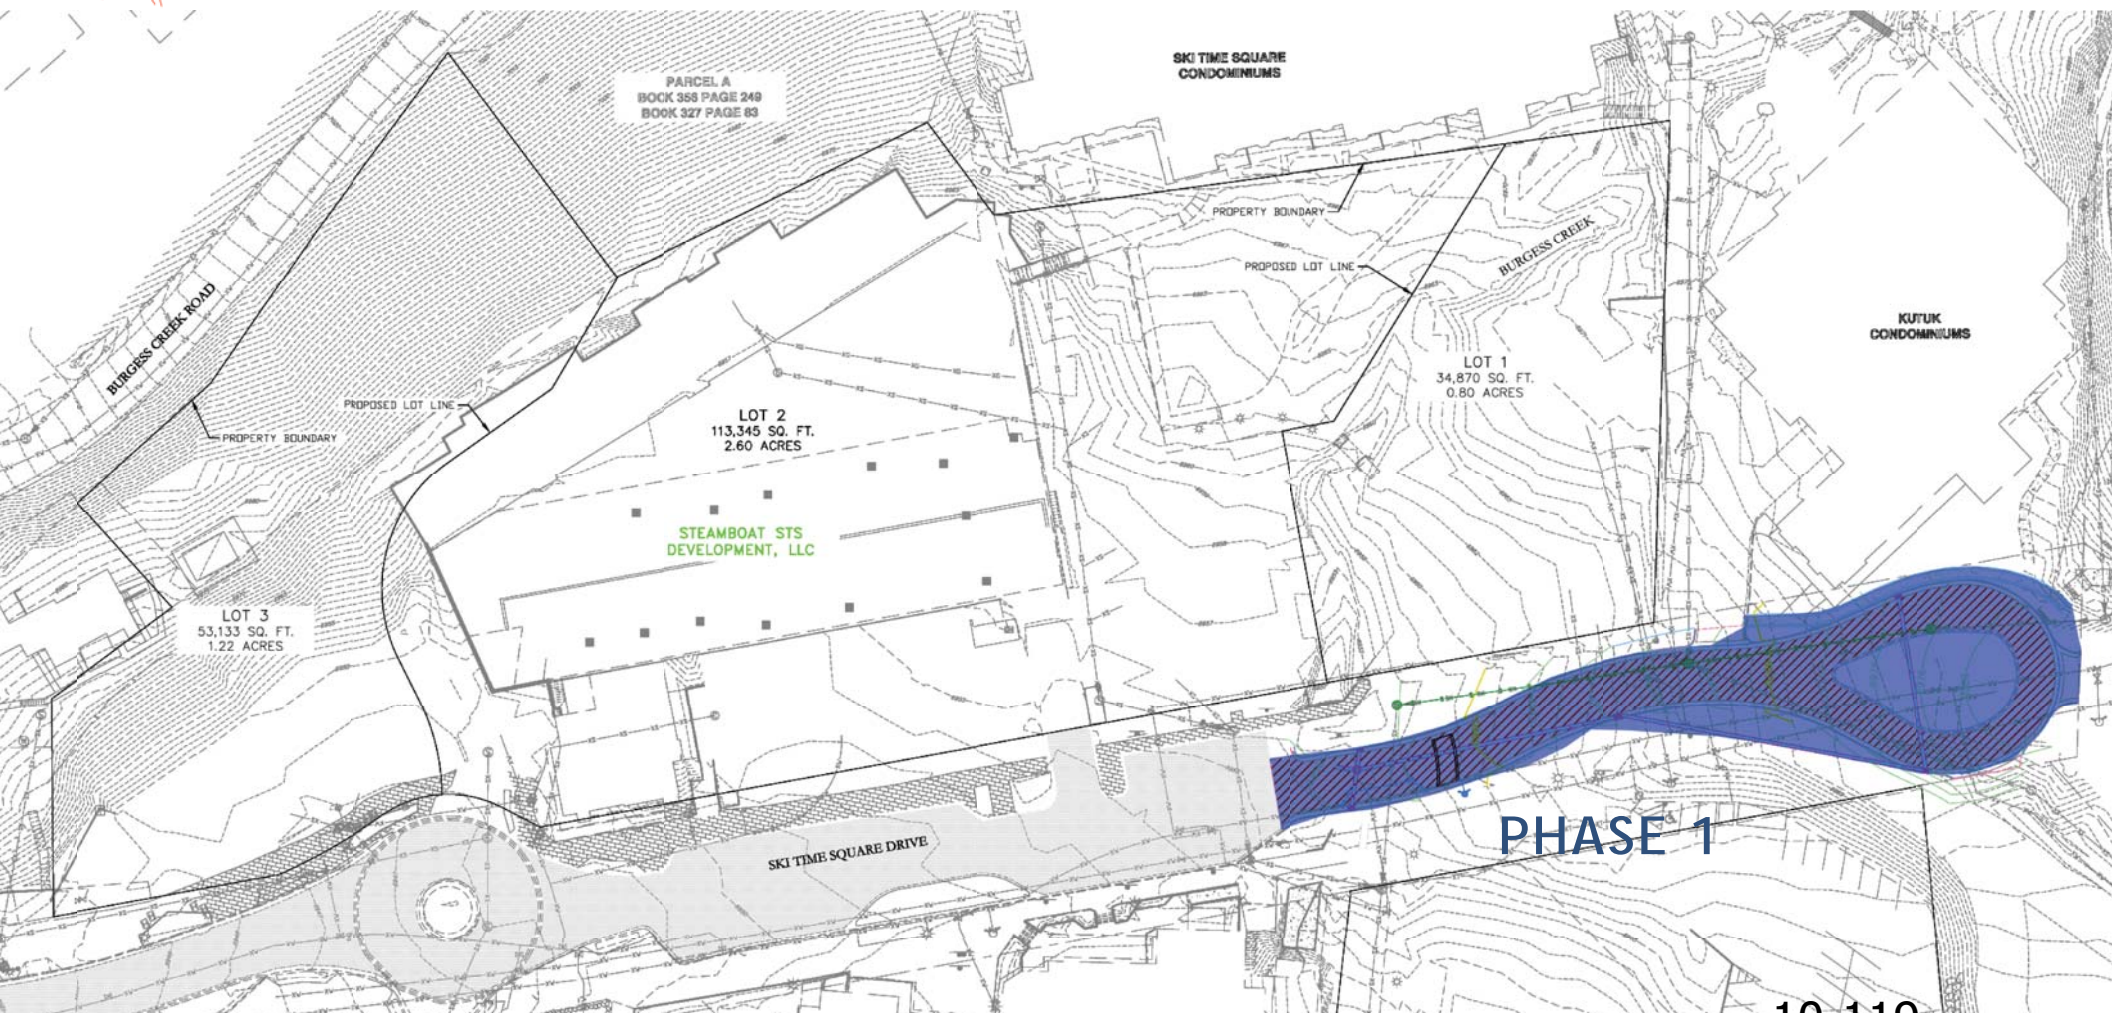 SKI TIME SQUARE
CONDOMINIUMS
PARCEL A
BOOK 356 PAGE 249
BOOK 327 PAGE 83
PROPERTY BOUNDARY
BURGESS CREEK
PROPOSED LOT LINE
BURGESS CREEK ROAD
KUTUK
CONDOMINIUMS
LOT 1
34,870 SQ. FT.
0.80 ACRES
PROPOSED LOT LINE
LOT 2
113,345 SQ. FT.
2.60 ACRES
PROPERTY BOUNDARY
STEAMBOAT STS
DEVELOPMENT, LLC
LOT 3
53,133 SQ. FT.
1.22 ACRES
PHASE 1
SKI TIME SQUARE DRIVE